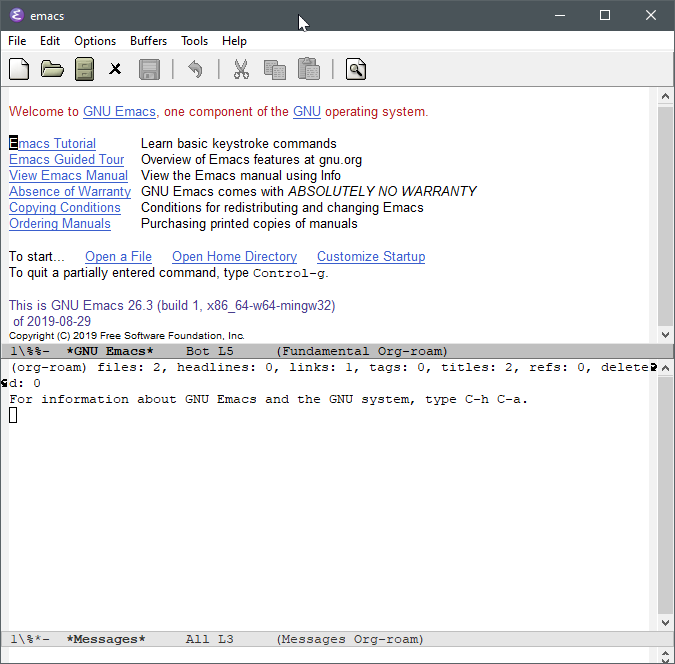 emacs
File Edit Options Buffers Tools Help
Welcome to GNU Emacs, one component of the GNU operating system.
Emacs Tutorial Learn basic keystroke commands
Emacs Guided Tour Overview of Emacs features at gnu.org
View Emacs Manual View the Emacs manual using Info
Absence of Warranty GNU Emacs comes with ABSOLUTELY NO WARRANTY
Copying Conditions Conditions for redistributing and changing Emacs
Ordering Manuals Purchasing printed copies of manuals
To start... Open a File Open Home Directory Customize Startup
To quit a partially entered command, type Control-g.
This is GNU Emacs 26.3 (build 1, x86_64-w64-mingw32)
of 2019-08-29
Copyright (C) 2019 Free Software Foundation, Inc.
1\%%- *GNU Emacs* Bot L5 (Fundamental Org-roam)
(org-roam) files: 2, headlines: 0, links: 1, tags: 0, titles: 2, refs: 0, delete
d: 0
For information about GNU Emacs and the GNU system, type C-h C-a.
1\%*- *Messages* All L3 (Messages Org-roam)